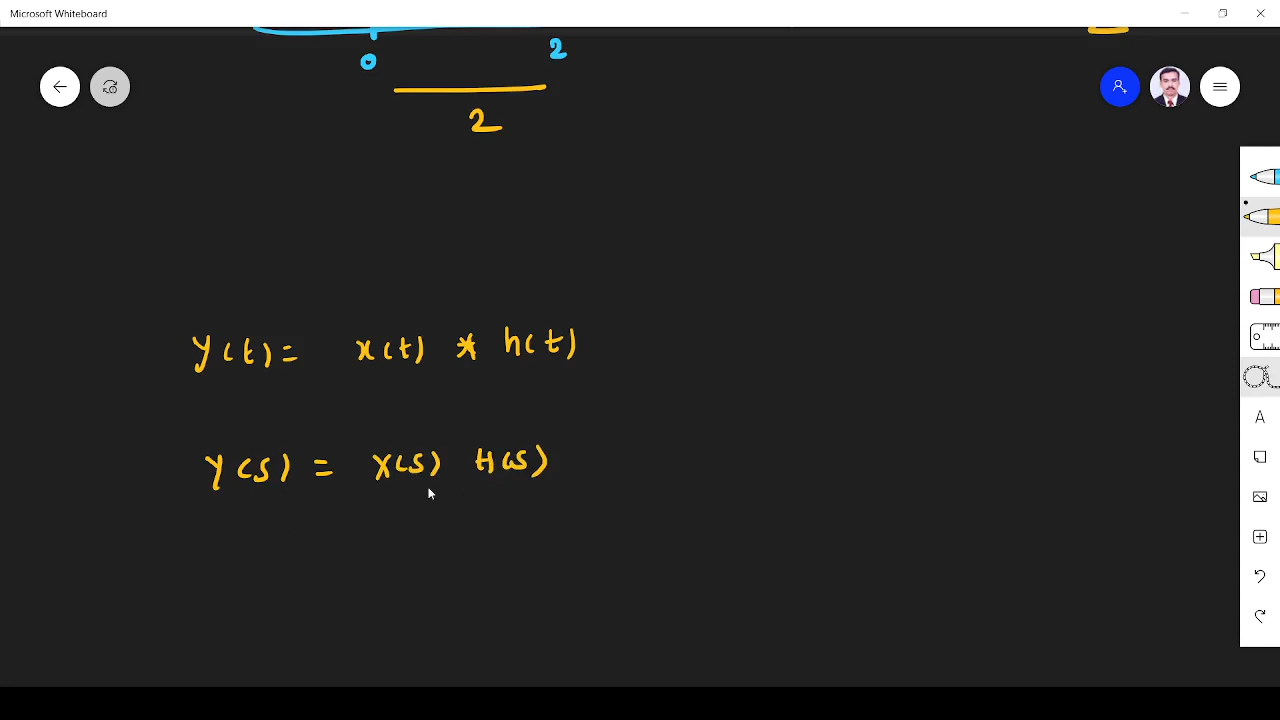 Microsoft Whiteboard
0
2
2
y(t) = x(t) * h(t)
Y(s) = X(s) H(s)
A